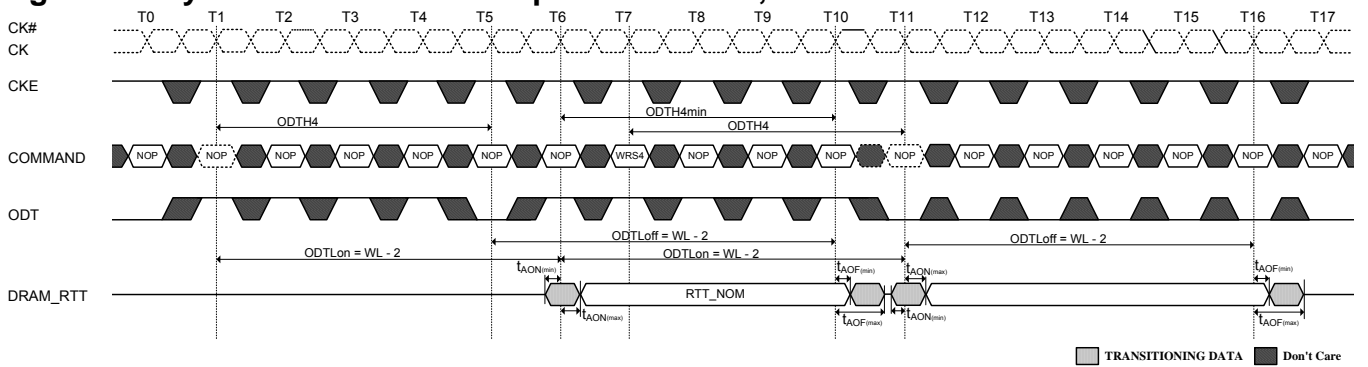 T0 T1 T2 T3 T4 T5 T6 T7 T8 T9 T10 T11 T12 T13 T14 T15 T16 T17
CK#
CK
CKE
ODTH4min
ODTH4 ODTH4
COMMAND NOP NOP NOP NOP NOP NOP NOP WRS4 NOP NOP NOP NOP NOP NOP NOP NOP NOP NOP
ODT
ODTLoff = WL - 2 ODTLoff = WL - 2
ODTLon = WL - 2 ODTLon = WL - 2
tAON(min) tAOF(min) tAON(max) tAOF(min)
DRAM_RTT RTT_NOM
tAON(max) tAOF(max) tAON(min) tAOF(max)
TRANSITIONING DATA Don't Care